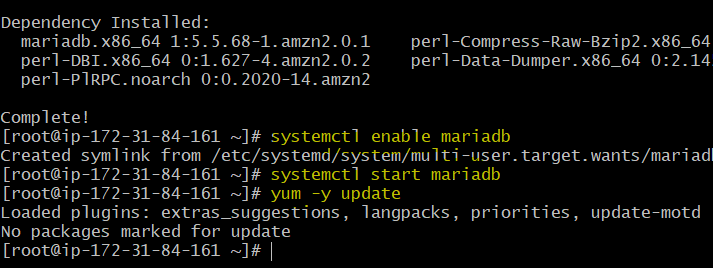 Dependency Installed:
mariadb.x86_64 1:5.5.68-1.amzn2.0.1 perl-Compress-Raw-Bzip2.x86_64
perl-DBI.x86_64 0:1.627-4.amzn2.0.2 perl-Data-Dumper.x86_64 0:2.14
perl-PlRPC.noarch 0:0.2020-14.amzn2
Complete!
[root@ip-172-31-84-161 ~]# systemctl enable mariadb
Created symlink from /etc/systemd/system/multi-user.target.wants/mariad
[root@ip-172-31-84-161 ~]# systemctl start mariadb
[root@ip-172-31-84-161 ~]# yum -y update
Loaded plugins: extras_suggestions, langpacks, priorities, update-motd
No packages marked for update
[root@ip-172-31-84-161 ~]#